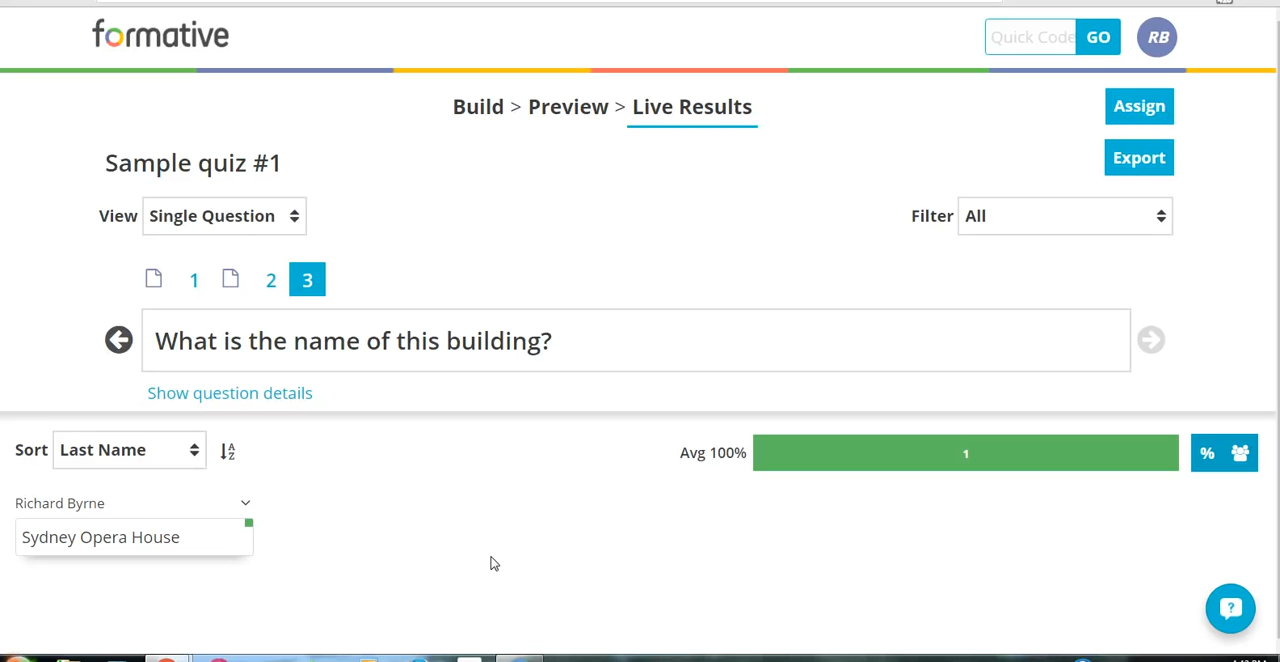 formative
Quick Code GO RB
Build > Preview > Live Results
Assign
Export
Sample quiz #1
View Single Question
Filter All
1 2 3
What is the name of this building?
Show question details
Sort Last Name
A
Z
Avg 100% 1 %
Richard Byrne
Sydney Opera House
?